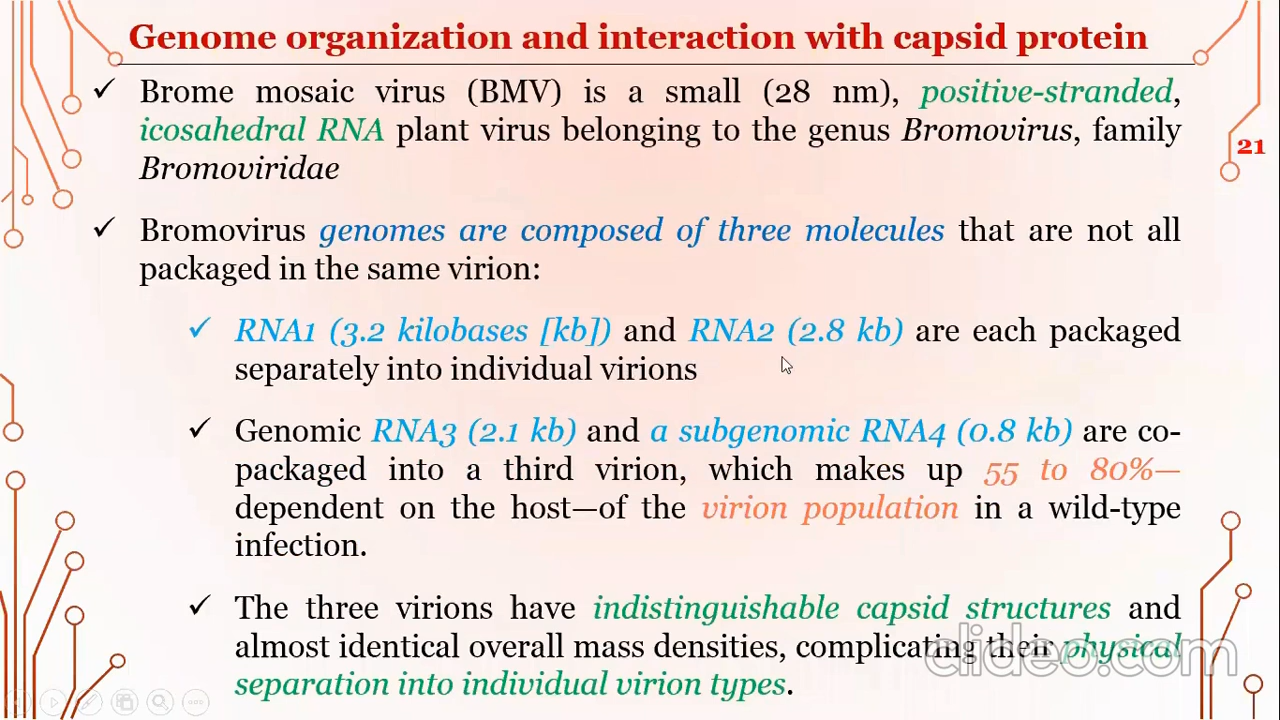 Genome organization and interaction with capsid protein
✓ Brome mosaic virus (BMV) is a small (28 nm), positive-stranded,
icosahedral RNA plant virus belonging to the genus Bromovirus, family
Bromoviridae
21
✓ Bromovirus genomes are composed of three molecules that are not all
packaged in the same virion:
✓ RNA1 (3.2 kilobases [kb]) and RNA2 (2.8 kb) are each packaged
separately into individual virions
✓ Genomic RNA3 (2.1 kb) and a subgenomic RNA4 (0.8 kb) are co-
packaged into a third virion, which makes up 55 to 80%—
dependent on the host—of the virion population in a wild-type
infection.
✓ The three virions have indistinguishable capsid structures and
almost identical overall mass densities, complicating their physical
separation into individual virion types.
clideo.com